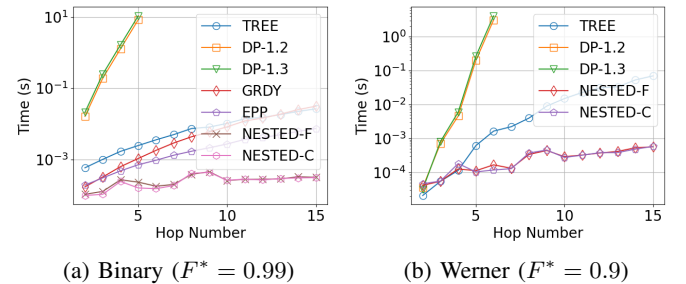 10¹
10⁻¹
10⁻³
Time (s)
5
10
15
Hop Number
TREE
DP-1.2
DP-1.3
GRDY
EPP
NESTED-F
NESTED-C
(a) Binary (F* = 0.99)
10⁰
10⁻¹
10⁻²
10⁻³
10⁻⁴
Time (s)
5
10
15
Hop Number
TREE
DP-1.2
DP-1.3
NESTED-F
NESTED-C
(b) Werner (F* = 0.9)